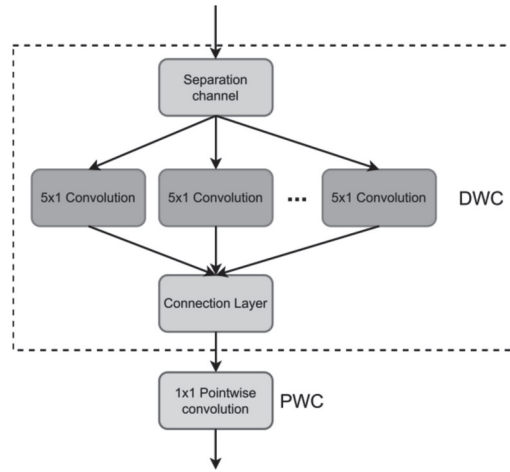 Separation
channel
5x1 Convolution
5x1 Convolution
...
5x1 Convolution
DWC
Connection Layer
1x1 Pointwise
convolution
PWC